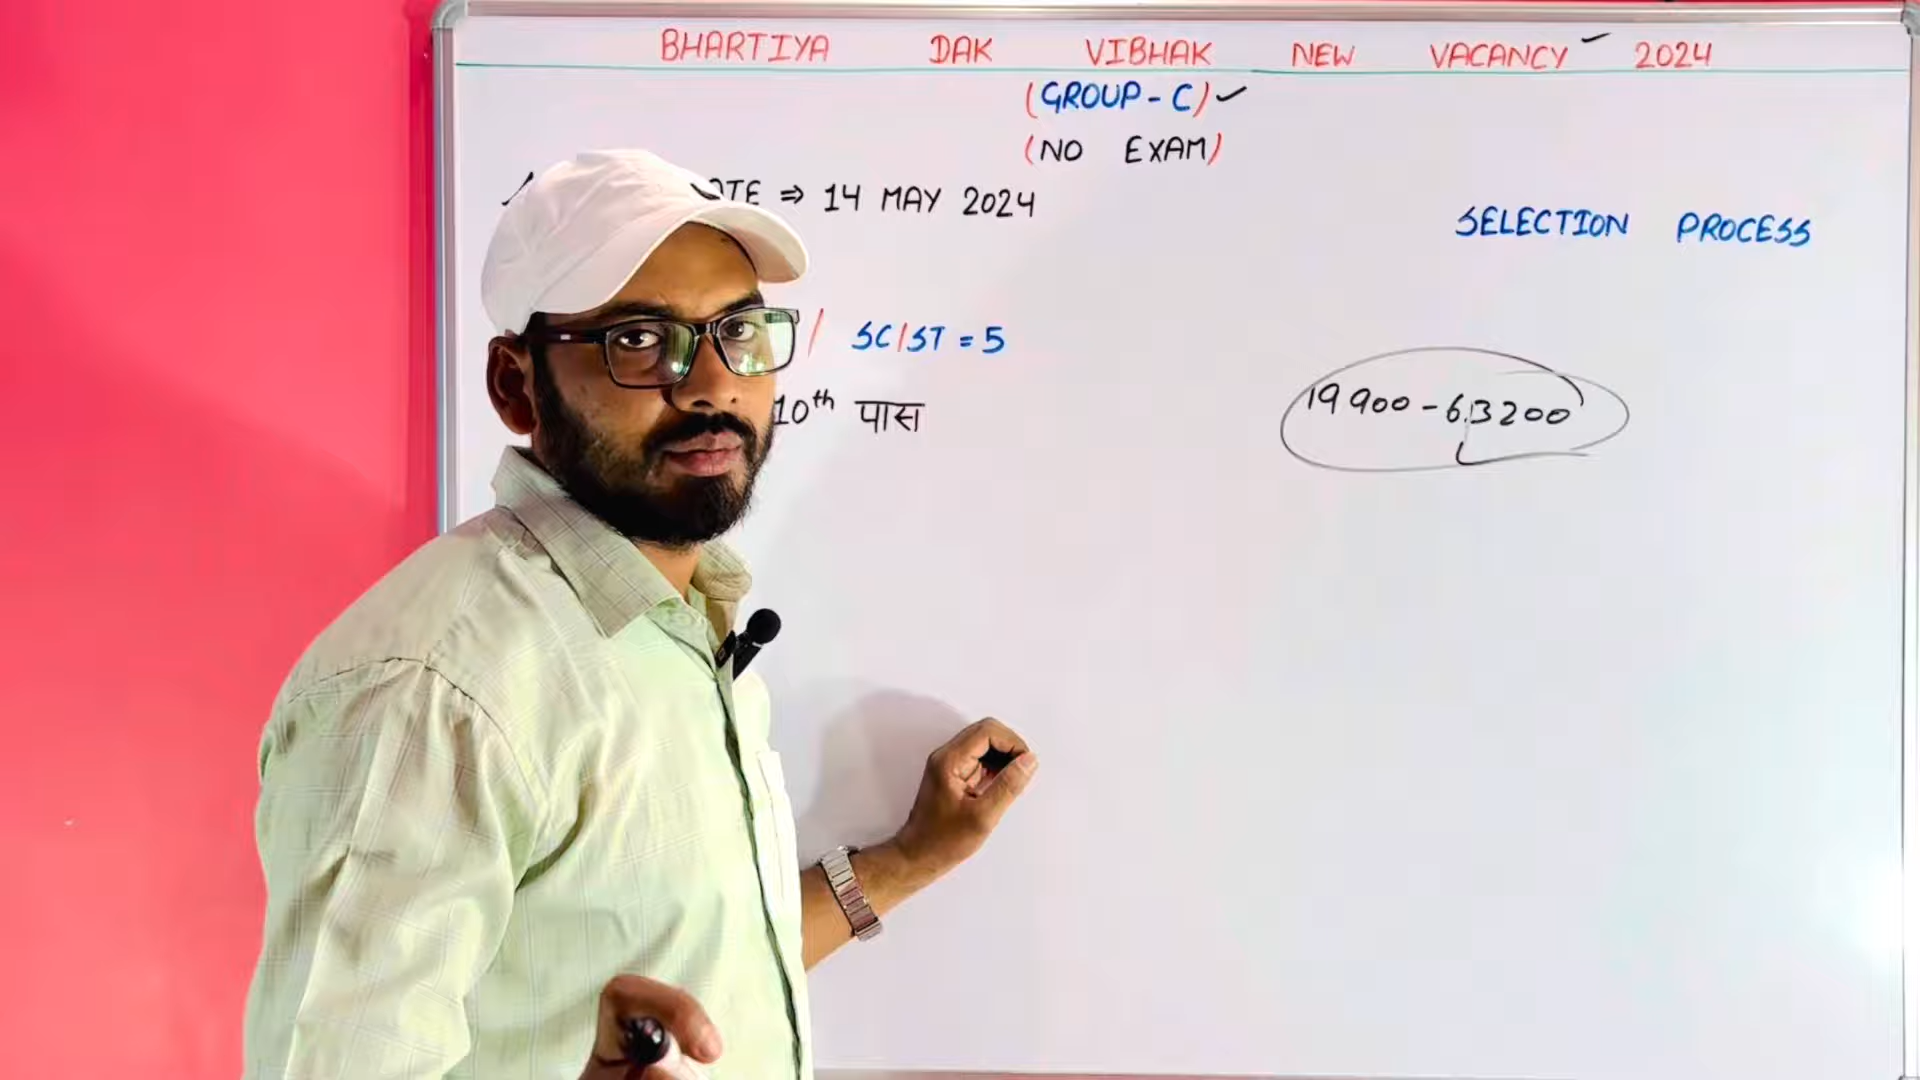 BHARTIYA DAK VIBHAK NEW VACANCY 2024
(GROUP-C)
(NO EXAM)
ATE ⇒ 14 MAY 2024
SELECTION PROCESS
/ SC/ST = 5
10th पास
19900-63200